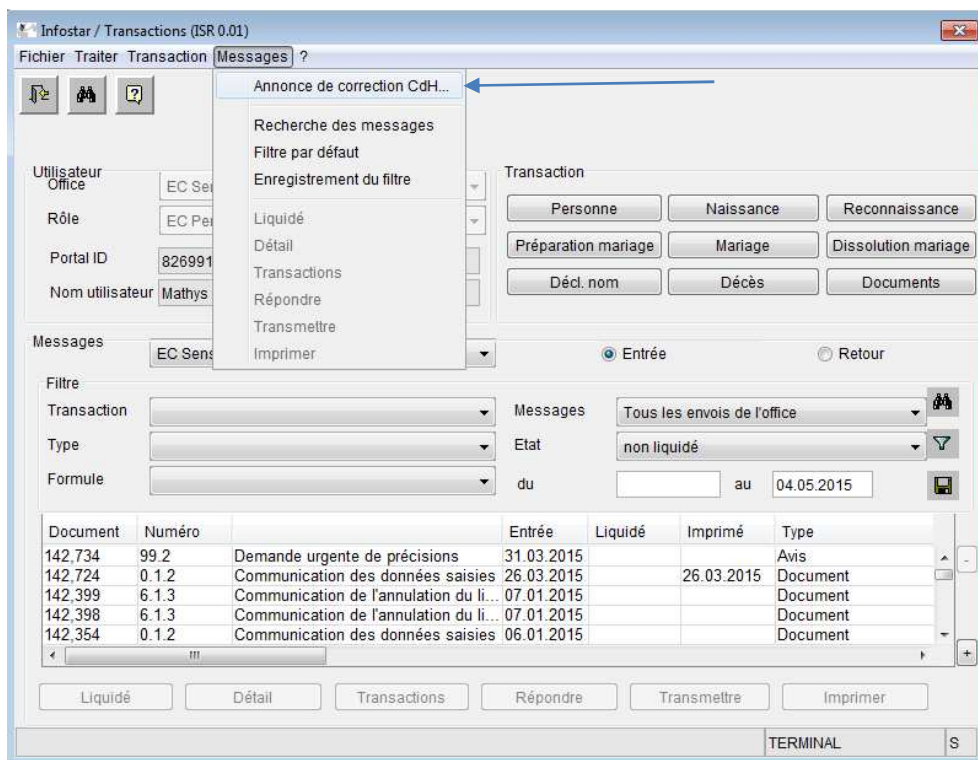 Infostar / Transactions (ISR 0.01)
Fichier Traiter Transaction Messages ?
Annonce de correction CdH...
Recherche des messages
Filtre par défaut
Enregistrement du filtre
Liquidé
Détail
Transactions
Répondre
Transmettre
Imprimer
Utilisateur
Office EC Se
Rôle EC Pe
Portal ID 826991
Nom utilisateur Mathys
Transaction
Personne Naissance Reconnaissance
Préparation mariage Mariage Dissolution mariage
Décl. nom Décès Documents
Messages EC Sens Entrée Retour
Filtre
Transaction Messages Tous les envois de l'office
Type Etat non liquidé
Formule du au 04.05.2015
Document Numéro Entrée Liquidé Imprimé Type
142,734 99.2 Demande urgente de précisions 31.03.2015 Avis
142,724 0.1.2 Communication des données saisies 26.03.2015 26.03.2015 Document
142,399 6.1.3 Communication de l'annulation du li... 07.01.2015 Document
142,398 6.1.3 Communication de l'annulation du li... 07.01.2015 Document
142,354 0.1.2 Communication des données saisies 06.01.2015 Document
Liquidé Détail Transactions Répondre Transmettre Imprimer
TERMINAL S